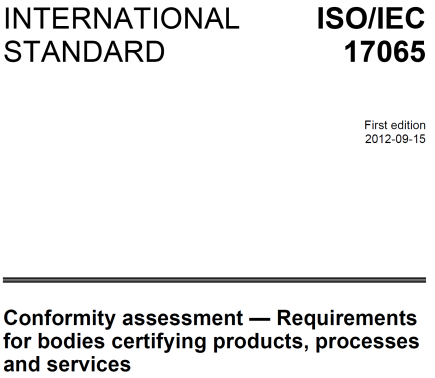 INTERNATIONAL STANDARD
ISO/IEC 17065
First edition
2012-09-15
Conformity assessment — Requirements
for bodies certifying products, processes
and services